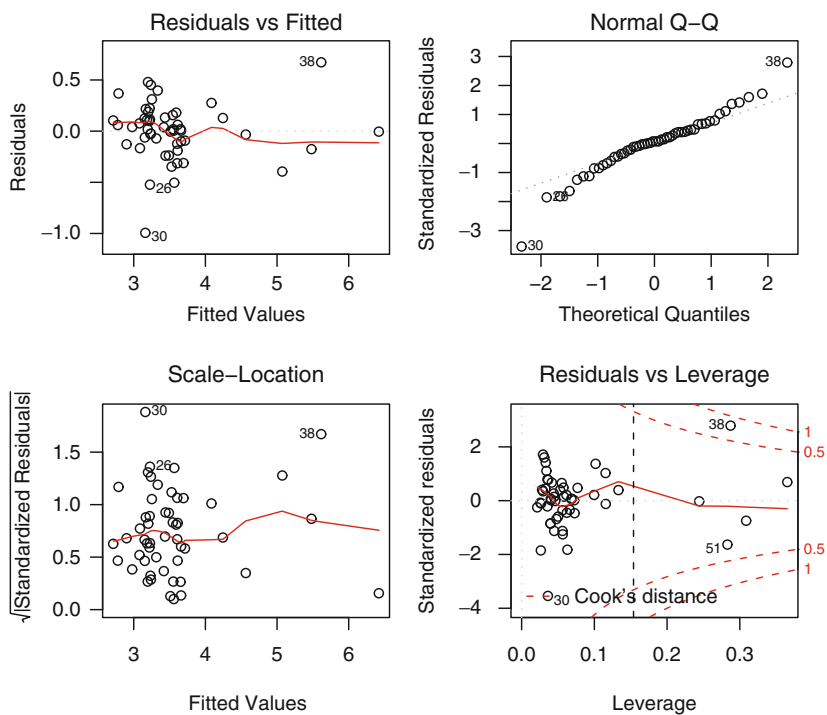 Residuals vs Fitted
Residuals
0.5
0.0
−1.0
38
26
30
3 4 5 6
Fitted Values
Normal Q−Q
Standardized Residuals
3
1
−1
−3
38
30
−2 −1 0 1 2
Theoretical Quantiles
Scale−Location
√|Standardized Residuals|
1.5
1.0
0.5
0.0
30
38
26
3 4 5 6
Fitted Values
Residuals vs Leverage
Standardized residuals
2
0
−2
−4
38
51
30 Cook's distance
1
0.5
0.5
1
0.0 0.1 0.2 0.3
Leverage